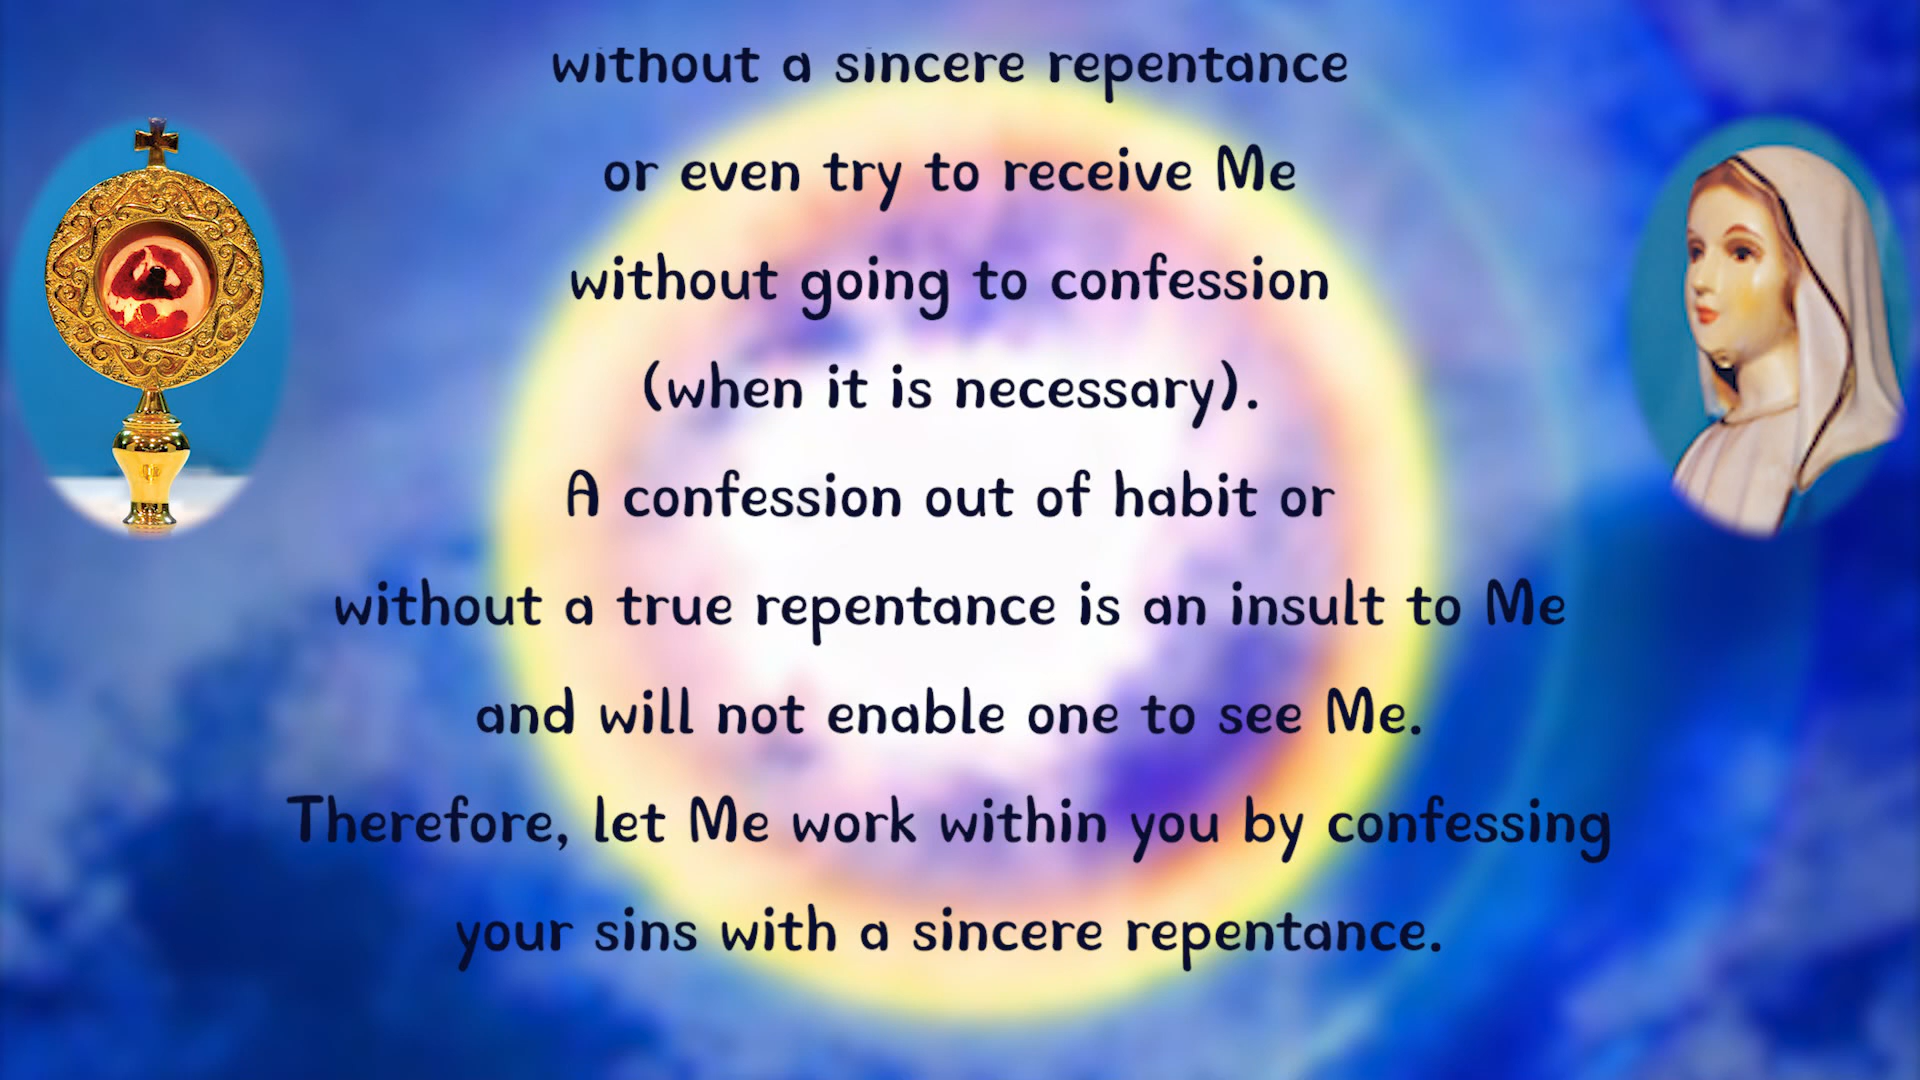 without a sincere repentance
or even try to receive Me
without going to confession
(when it is necessary).
A confession out of habit or
without a true repentance is an insult to Me
and will not enable one to see Me.
Therefore, let Me work within you by confessing
your sins with a sincere repentance.